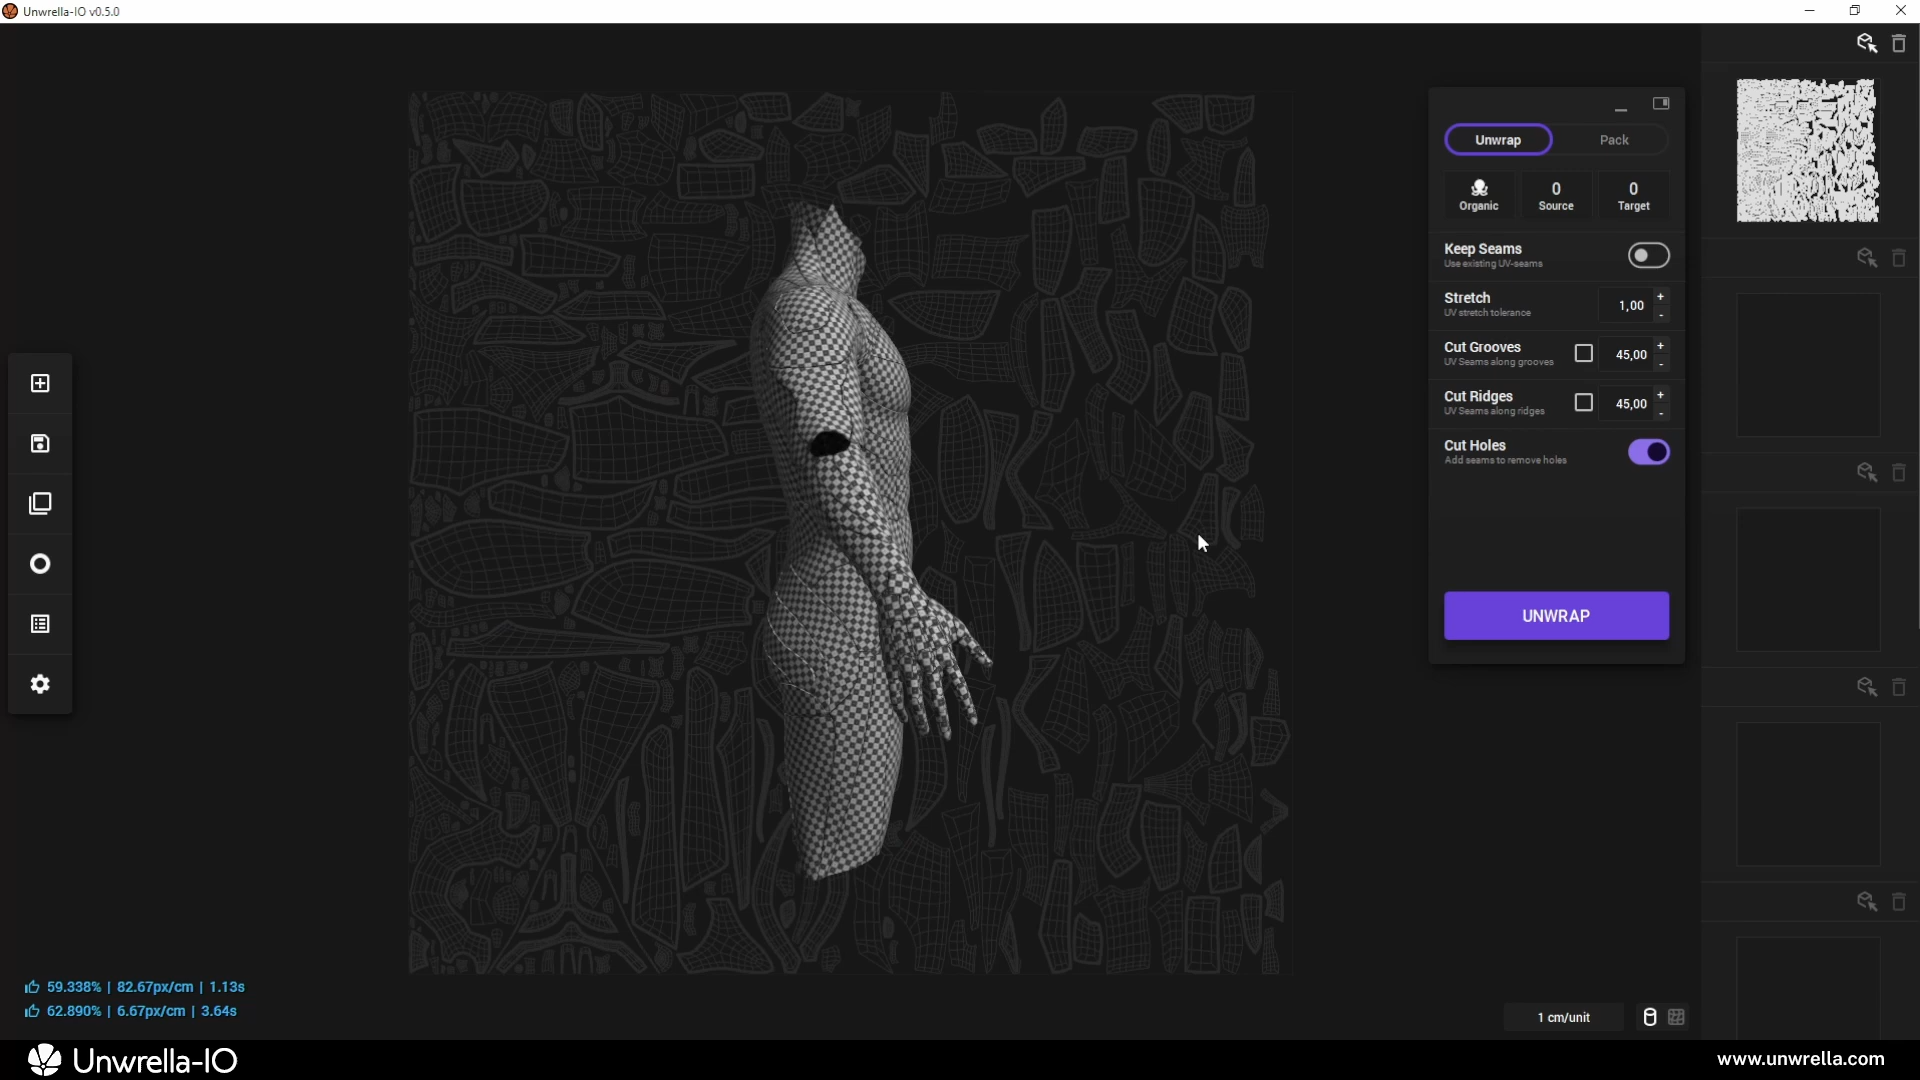 Unwrella-IO v0.5.0
Unwrap
Pack
Organic
0
Source
0
Target
Keep Seams
Use existing UV-seams
Stretch
UV stretch tolerance
1,00
+
-
Cut Grooves
UV Seams along grooves
45,00
+
-
Cut Ridges
UV Seams along ridges
45,00
+
-
Cut Holes
Add seams to remove holes
UNWRAP
59.338% | 82.67px/cm | 1.13s
62.890% | 6.67px/cm | 3.64s
1 cm/unit
Unwrella-IO
www.unwrella.com